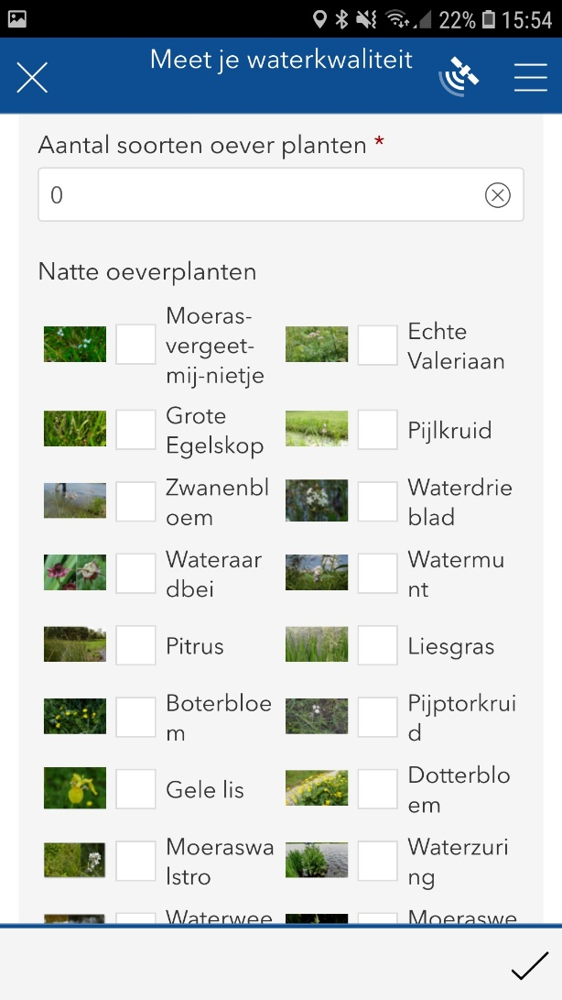 22% 15:54
Meet je waterkwaliteit
Aantal soorten oever planten *
0
Natte oeverplanten
Moeras-
vergeet-
mij-nietje
Echte
Valeriaan
Grote
Egelskop
Pijlkruid
Zwanenbl
oem
Waterdrie
blad
Wateraar
dbei
Watermu
nt
Pitrus
Liesgras
Boterbloe
m
Pijptorkrui
d
Gele lis
Dotterblo
em
Moeraswa
lstro
Waterzuri
ng
Waterwee
Moeraswe